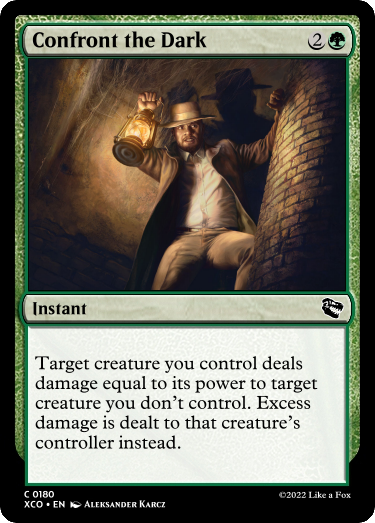 Confront the Dark 2
Instant
Target creature you control deals
damage equal to its power to target
creature you don't control. Excess
damage is dealt to that creature's
controller instead.
C 0180
XCO • EN Aleksander Karcz
©2022 Like a Fox